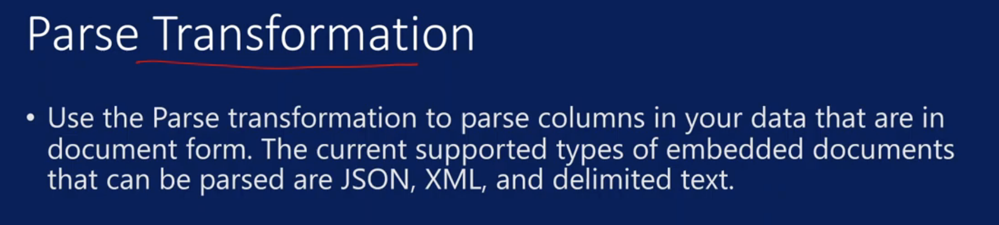 Parse Transformation
• Use the Parse transformation to parse columns in your data that are in
document form. The current supported types of embedded documents
that can be parsed are JSON, XML, and delimited text.